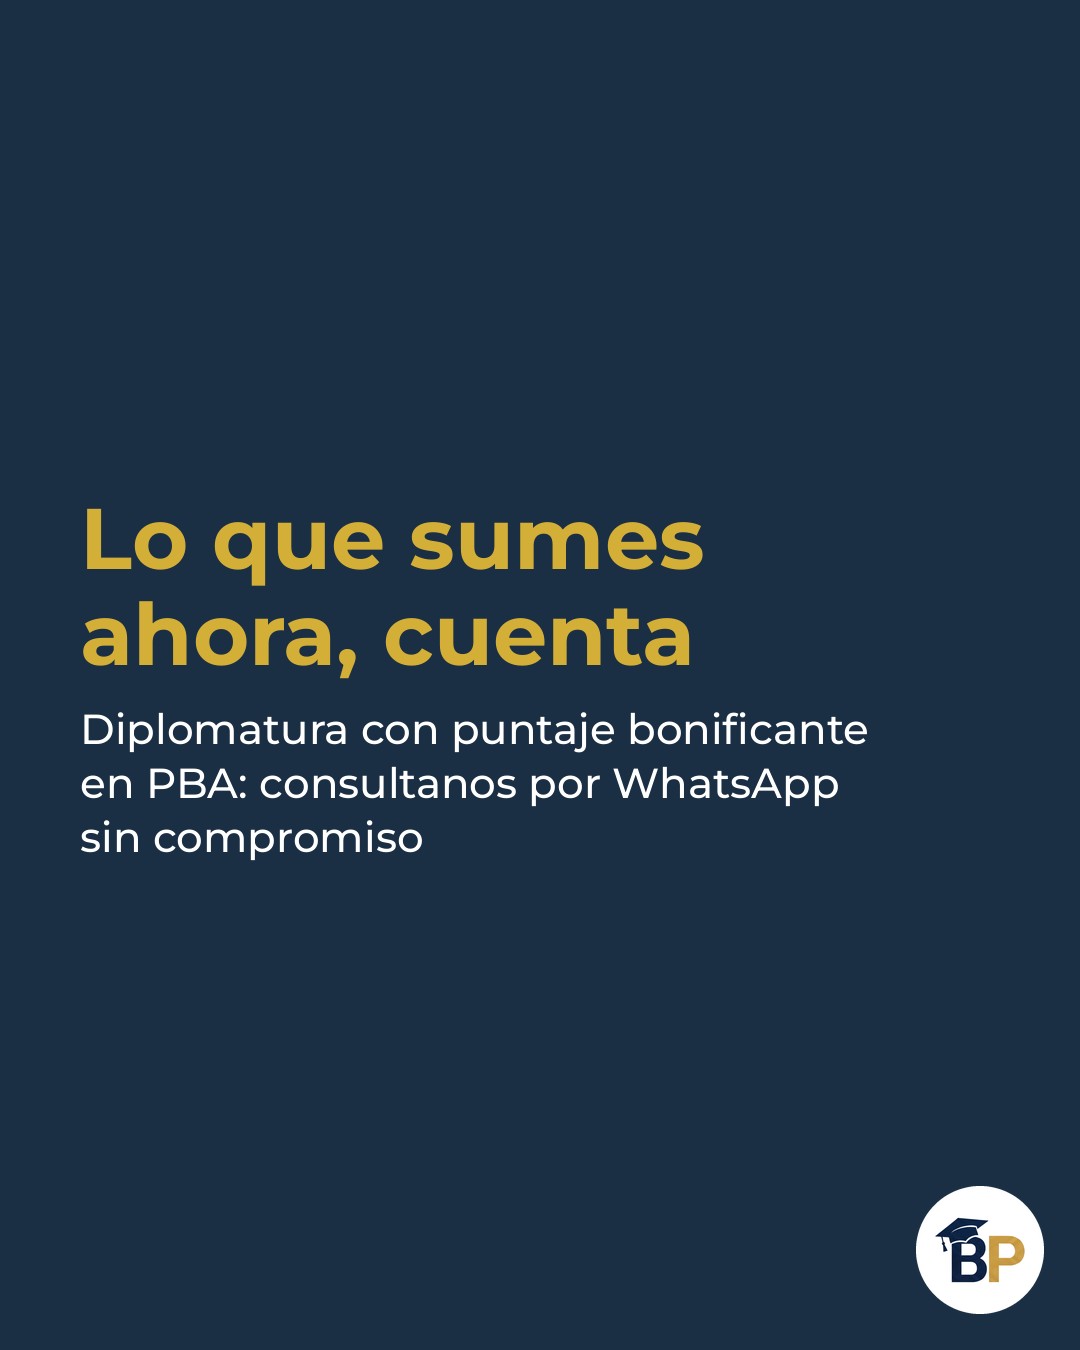 Lo que sumes
ahora, cuenta
Diplomatura con puntaje bonificante
en PBA: consultanos por WhatsApp
sin compromiso
BP